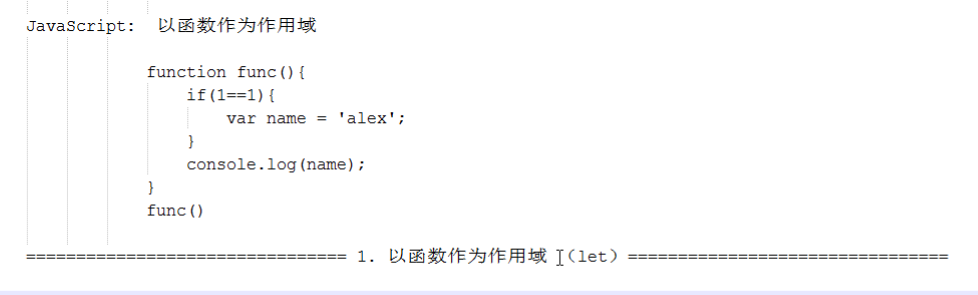 JavaScript: 以函数作为作用域
function func(){
if(1==1){
var name = 'alex';
}
console.log(name);
}
func()
================================ 1. 以函数作为作用域 （let）================================